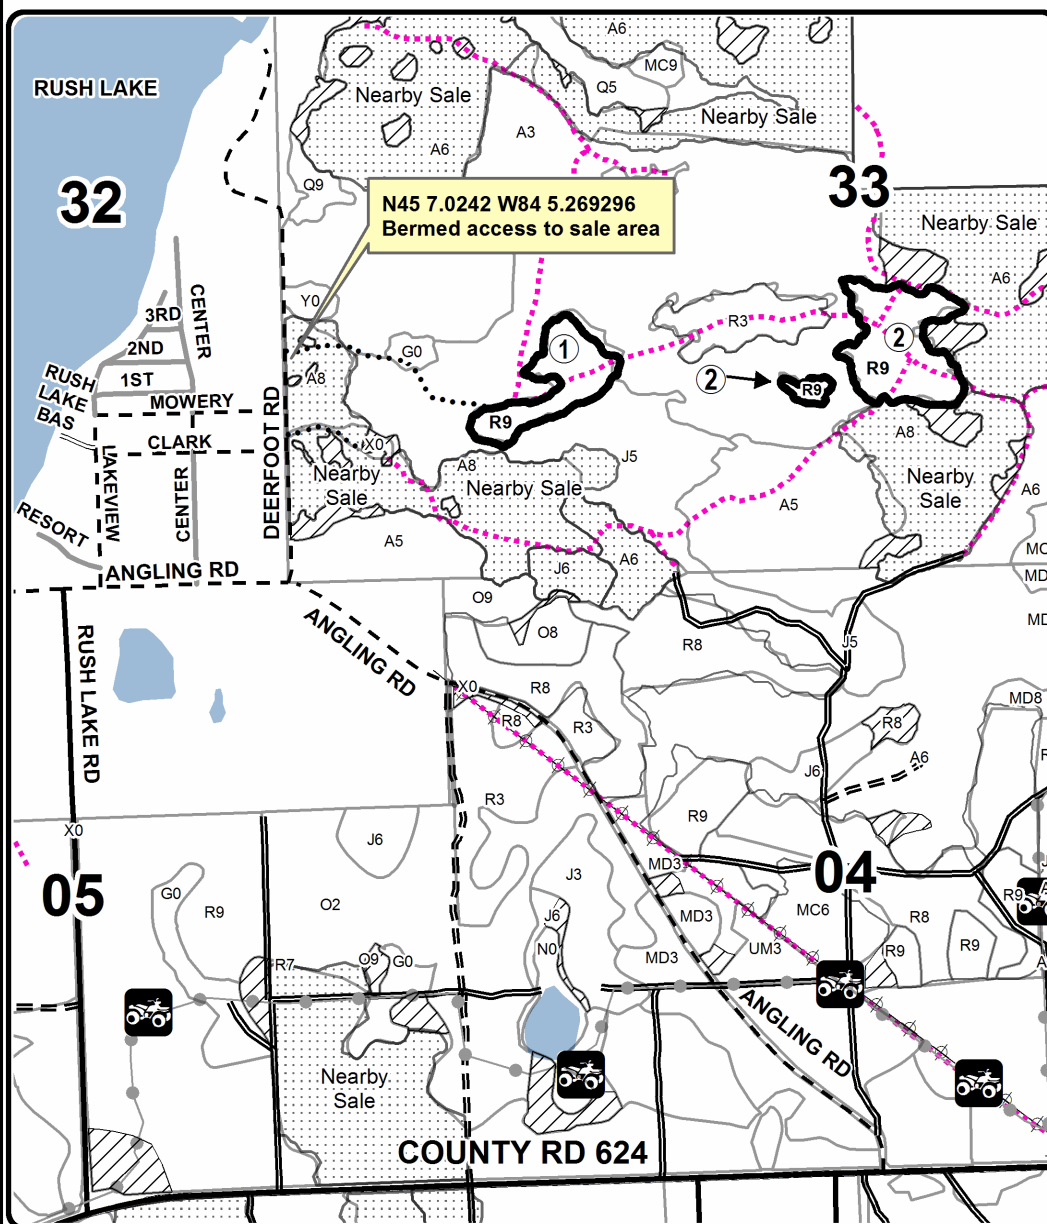 A6
MC9
RUSH LAKE
Q5
Nearby Sale
Nearby Sale
A3
A6
33
32
Q9
N45 7.0242 W84 5.269296
Bermed access to sale area
Nearby Sale
A6
CENTER
Y0
3RD
R3
2ND
G0
1
2
RUSH
LAKE
BAS
1ST
A8
2
R9
R9
MOWERY
DEERFOOT RD
R9
CLARK
X0
A8
LAKEVIEW
CENTER
Nearby
Sale
A8
J5
Nearby Sale
Nearby
Sale
A6
RESORT
A5
A5
A6
J6
MC
ANGLING RD
MD
O9
ANGLING RD
O8
MD
R8
J5
RUSH LAKE RD
X0
R8
MD8
R8
R3
R8
A6
J6
R3
R9
X0
J6
MD3
04
J3
05
G0
R9
O2
J6
MD3
MC6
R8
R9
N0
UM3
R9
R9
R7
O9
G0
MD3
ANGLING RD
Nearby
Sale
COUNTY RD 624